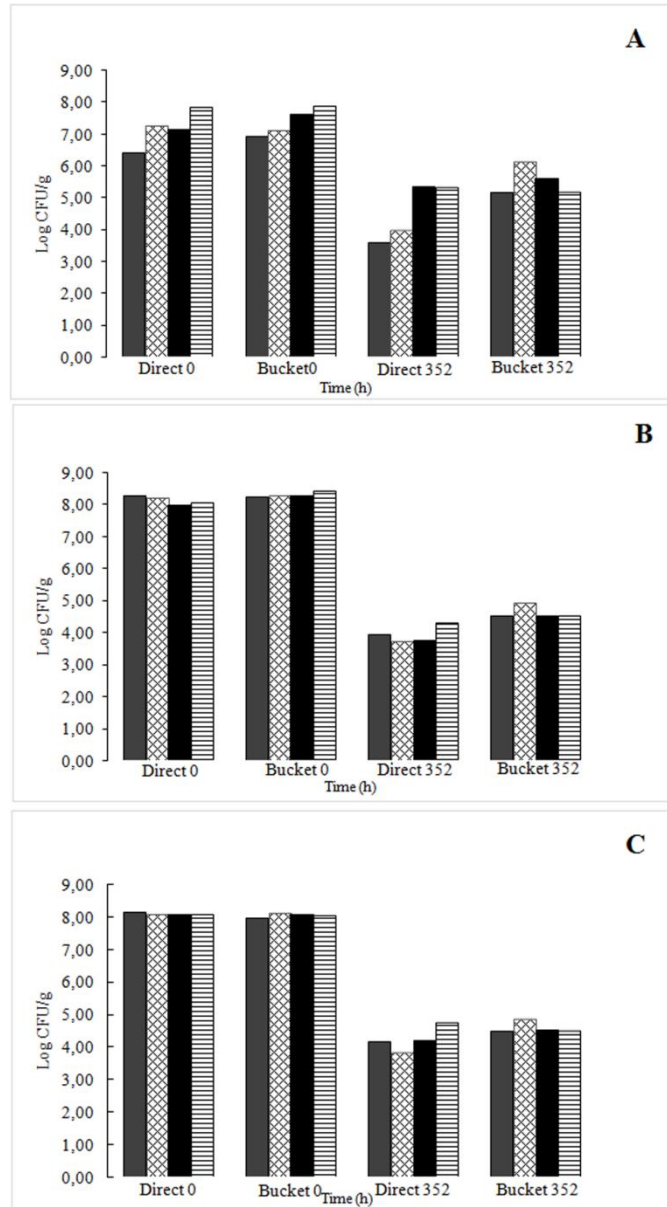 A
9,00
8,00
7,00
6,00
5,00
4,00
3,00
2,00
1,00
0,00
Log CFU/g
Direct 0 Bucket0 Direct 352 Bucket 352
Time (h)
B
9,00
8,00
7,00
6,00
5,00
4,00
3,00
2,00
1,00
0,00
Log CFU/g
Direct 0 Bucket 0 Direct 352 Bucket 352
Time (h)
C
9,00
8,00
7,00
6,00
5,00
4,00
3,00
2,00
1,00
0,00
Log CFU/g
Direct 0 Bucket 0 Direct 352 Bucket 352
Time (h)